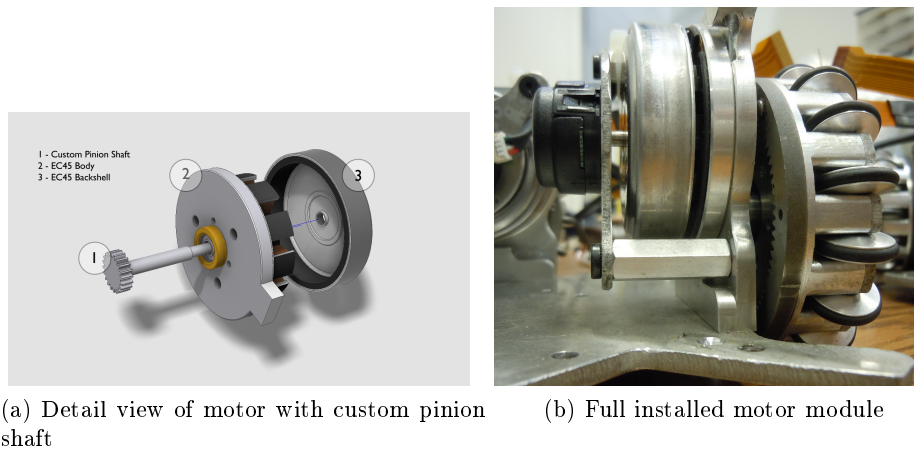 1 - Custom Pinion Shaft
2 - EC45 Body
3 - EC45 Backshell
2
3
1
(a) Detail view of motor with custom pinion
shaft
(b) Full installed motor module